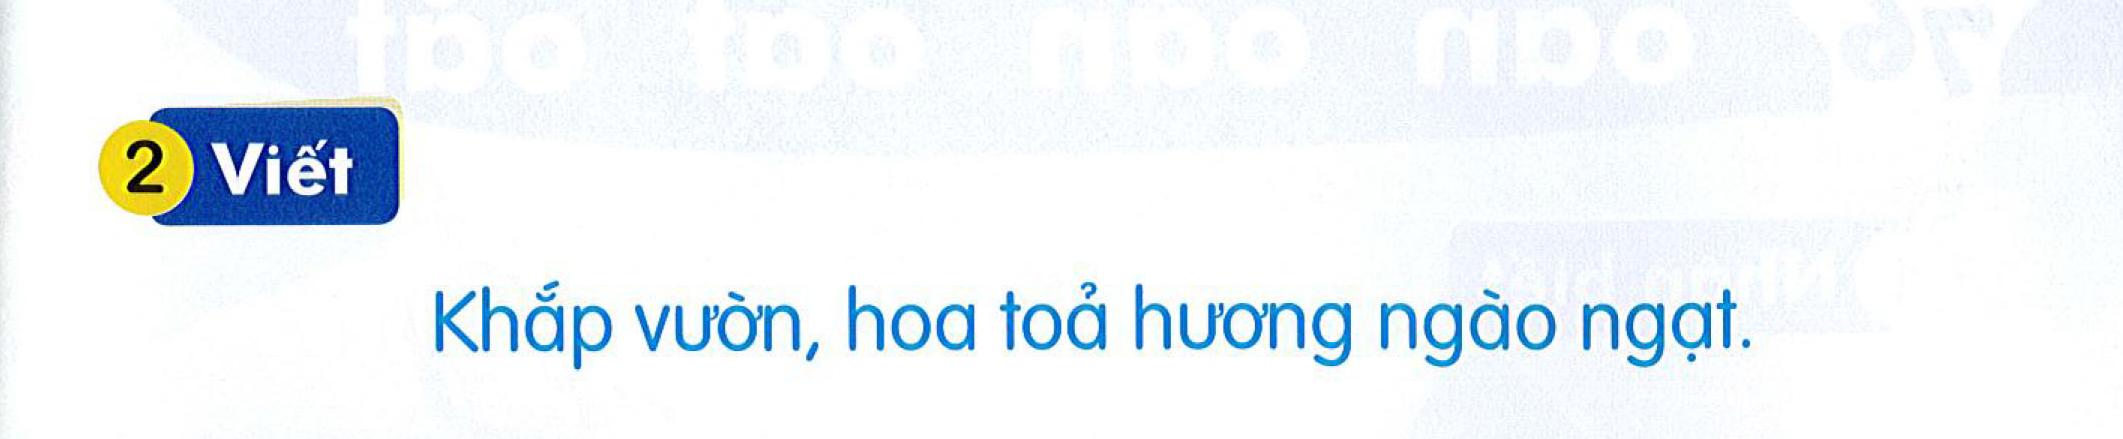 2 Viết
Khắp vườn, hoa toả hương ngào ngạt.